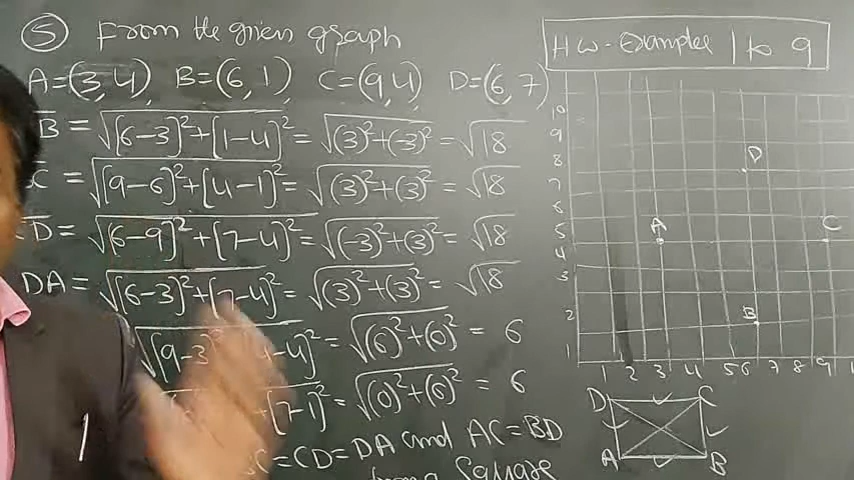 5 From the given graph
A=(3,4), B=(6,1), C=(9,4) D=(6,7)
B = √[6-3]²+[1-4]² = √(3)²+(-3)² = √18
C = √[9-6]²+[4-1]² = √(3)²+(3)² = √18
CD = √[6-9]²+[7-4]² = √(-3)²+(3)² = √18
DA = √[6-3]²+[7-4]² = √(3)²+(3)² = √18
√[9-3]² -4]² = √(6)²+(0)² = 6
+[7-1]² = √(0)²+(6)² = 6
=CD=DA and AC=BD
Square
HW-Examples 1 to 9
10
9
8
7
6
5
4
3
2
1
D
A
C
B
1 2 3 4 5 6 7 8 9
D C
A B